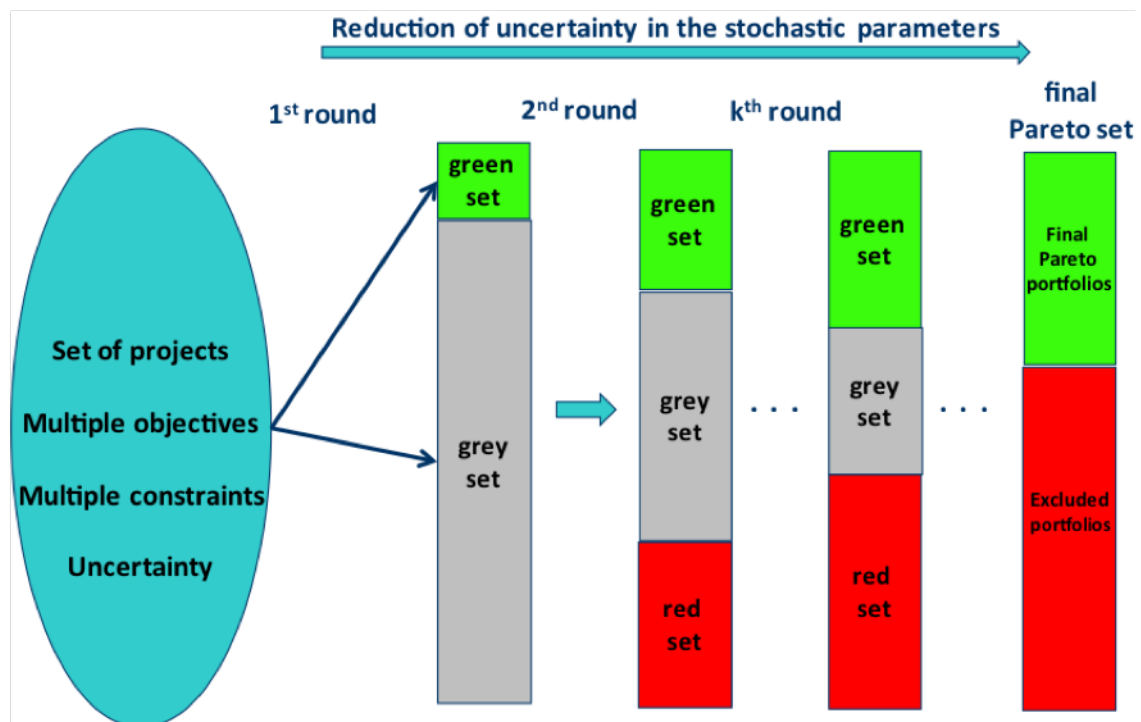 Reduction of uncertainty in the stochastic parameters
1st round
2nd round
kth round
final
Pareto set
Set of projects
Multiple objectives
Multiple constraints
Uncertainty
green
set
grey
set
green
set
grey
set
red
set
. . .
green
set
grey
set
red
set
. . .
Final
Pareto
portfolios
Excluded
portfolios